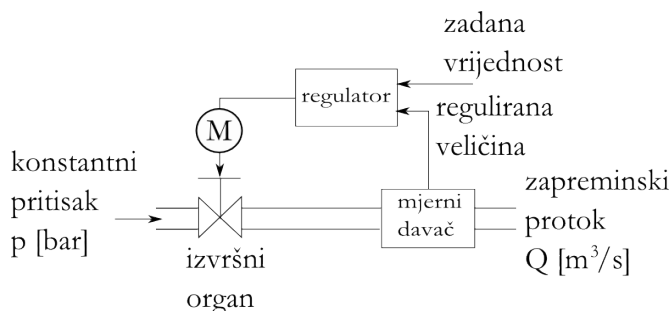 zadana
vrijednost
regulator
regulirana
veličina
M
konstantni
pritisak
p [bar]
izvršni
organ
mjerni
davač
zapreminski
protok
Q [m³/s]